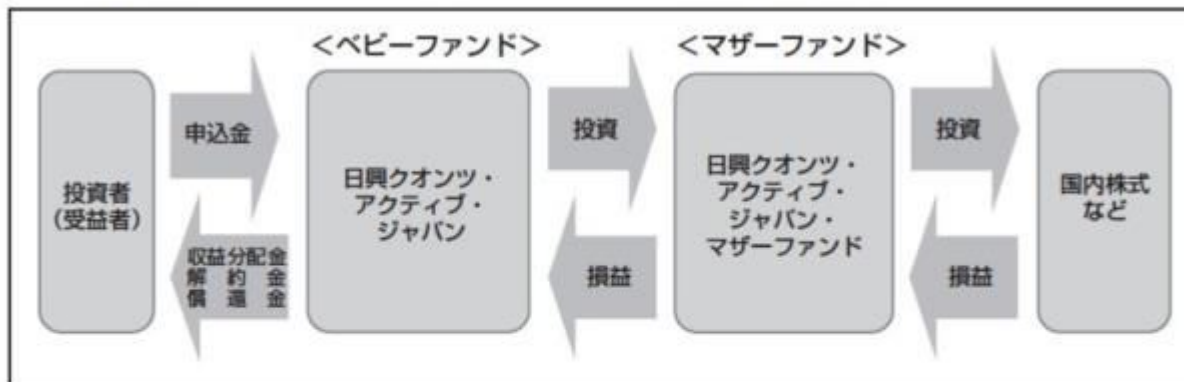 <ベビーファンド>
<マザーファンド>
投資者
(受益者)
申込金
収益分配金
解約金
償還金
日興クオンツ・
アクティブ・
ジャパン
投資
損益
日興クオンツ・
アクティブ・
ジャパン・
マザーファンド
投資
損益
国内株式
など